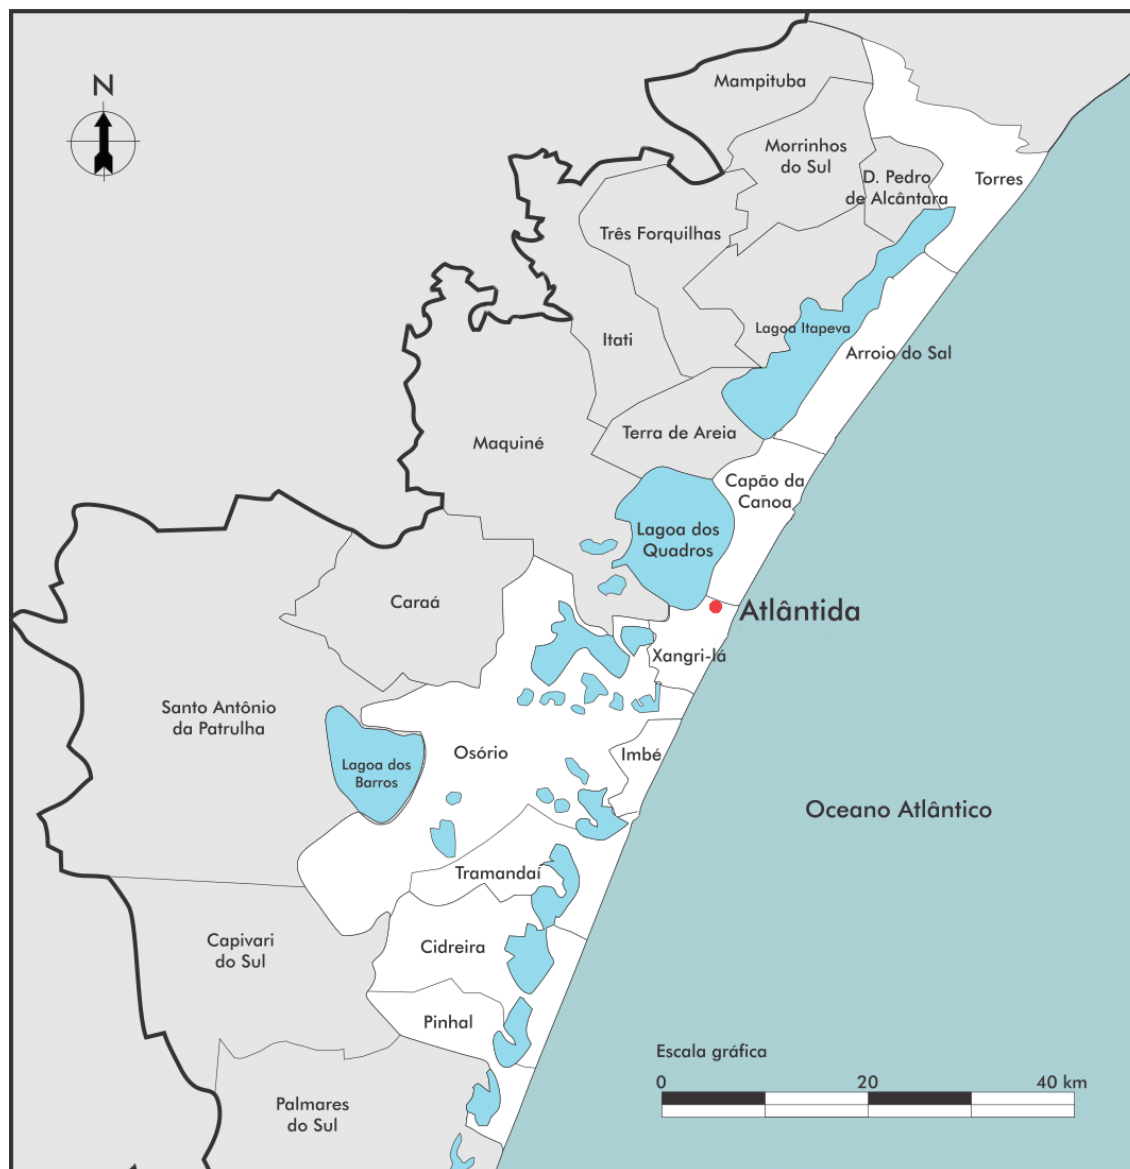 N
Mampituba
Morrinhos
do Sul
D. Pedro
de Alcântara
Torres
Três Forquilhas
Lagoa Itapeva
Itati
Arroio do Sal
Terra de Areia
Maquiné
Capão da
Canoa
Lagoa dos
Quadros
Caraá
Atlântida
Xangri-lá
Santo Antônio
da Patrulha
Osório
Imbé
Lagoa dos
Barros
Oceano Atlântico
Tramandaí
Capivari
do Sul
Cidreira
Pinhal
Escala gráfica
0 20 40 km
Palmares
do Sul